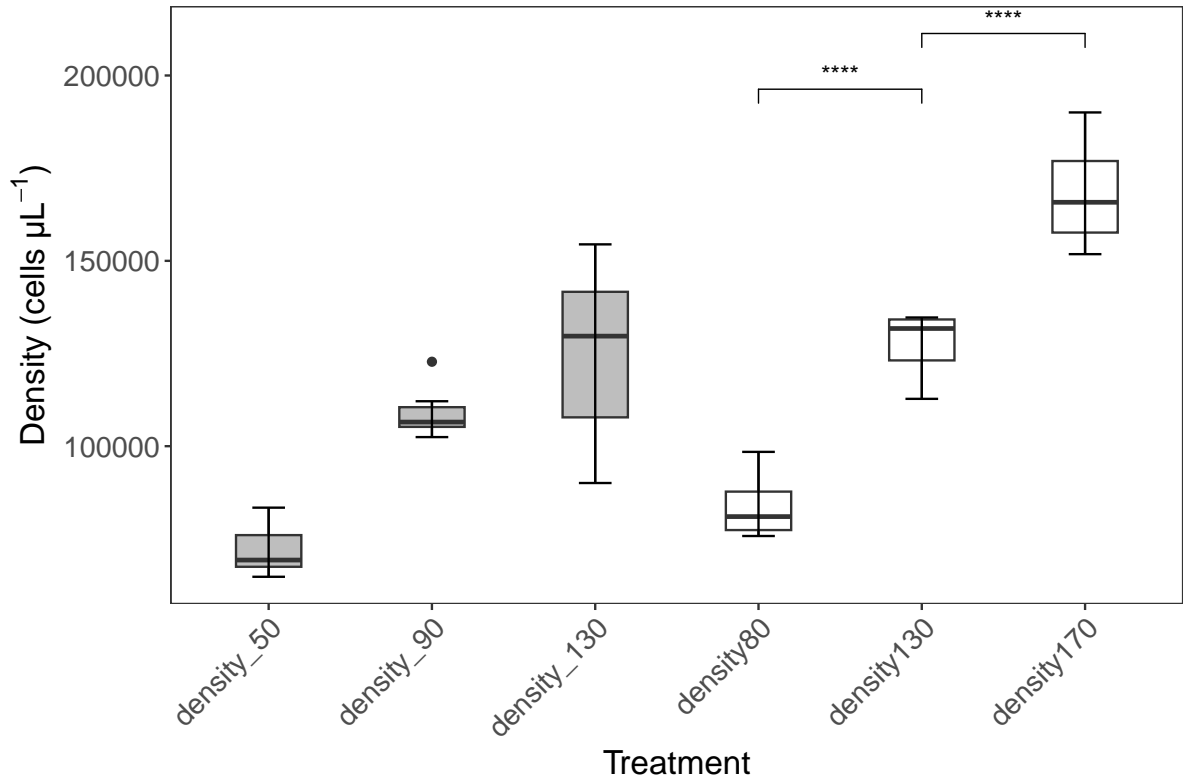 ****
****
200000
150000
100000
Density (cells µL⁻¹)
density_50
density_90
density_130
density80
density130
density170
Treatment